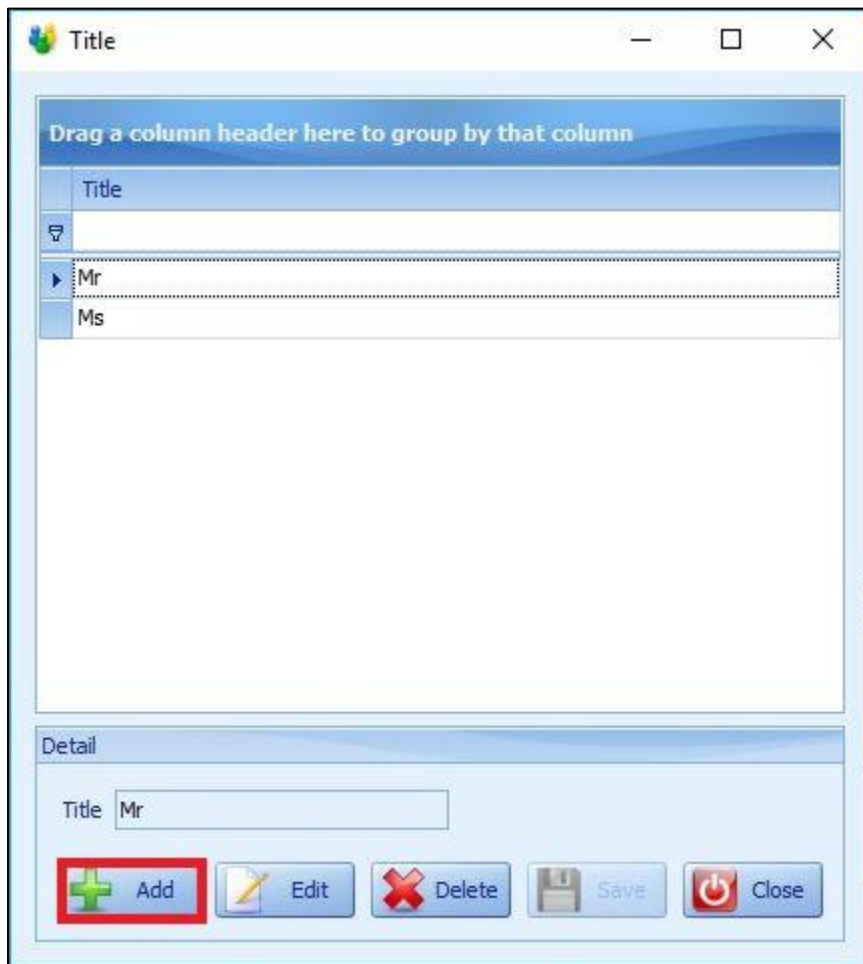 Title
Drag a column header here to group by that column
Title
Mr
Ms
Detail
Title Mr
Add Edit Delete Save Close